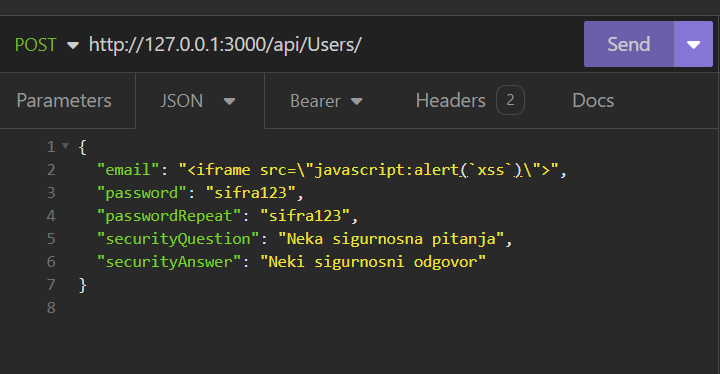 POST http://127.0.0.1:3000/api/Users/ Send
Parameters JSON Bearer Headers 2 Docs
1 {
2 "email": "<iframe src=\"javascript:alert(`xss`)\">",
3 "password": "sifra123",
4 "passwordRepeat": "sifra123",
5 "securityQuestion": "Neka sigurnosna pitanja",
6 "securityAnswer": "Neki sigurnosni odgovor"
7 }
8